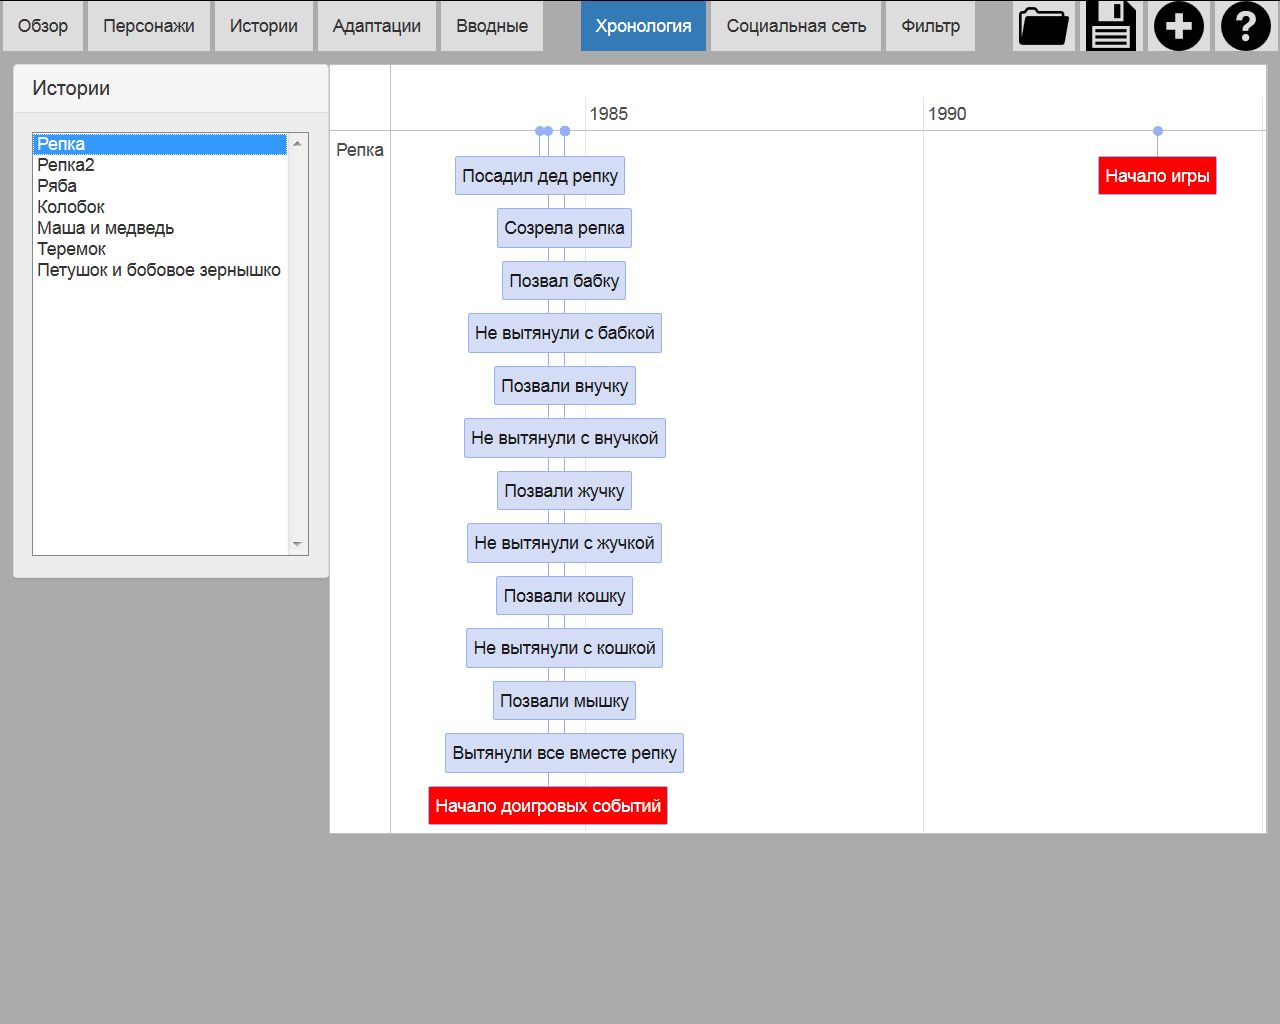 Обзор
Персонажи
Истории
Адаптации
Вводные
Хронология
Социальная сеть
Фильтр
Истории
Репка
Репка2
Ряба
Колобок
Маша и медведь
Теремок
Петушок и бобовое зернышко
1985
1990
Репка
Посадил дед репку
Начало игры
Созрела репка
Позвал бабку
Не вытянули с бабкой
Позвали внучку
Не вытянули с внучкой
Позвали жучку
Не вытянули с жучкой
Позвали кошку
Не вытянули с кошкой
Позвали мышку
Вытянули все вместе репку
Начало доигровых событий